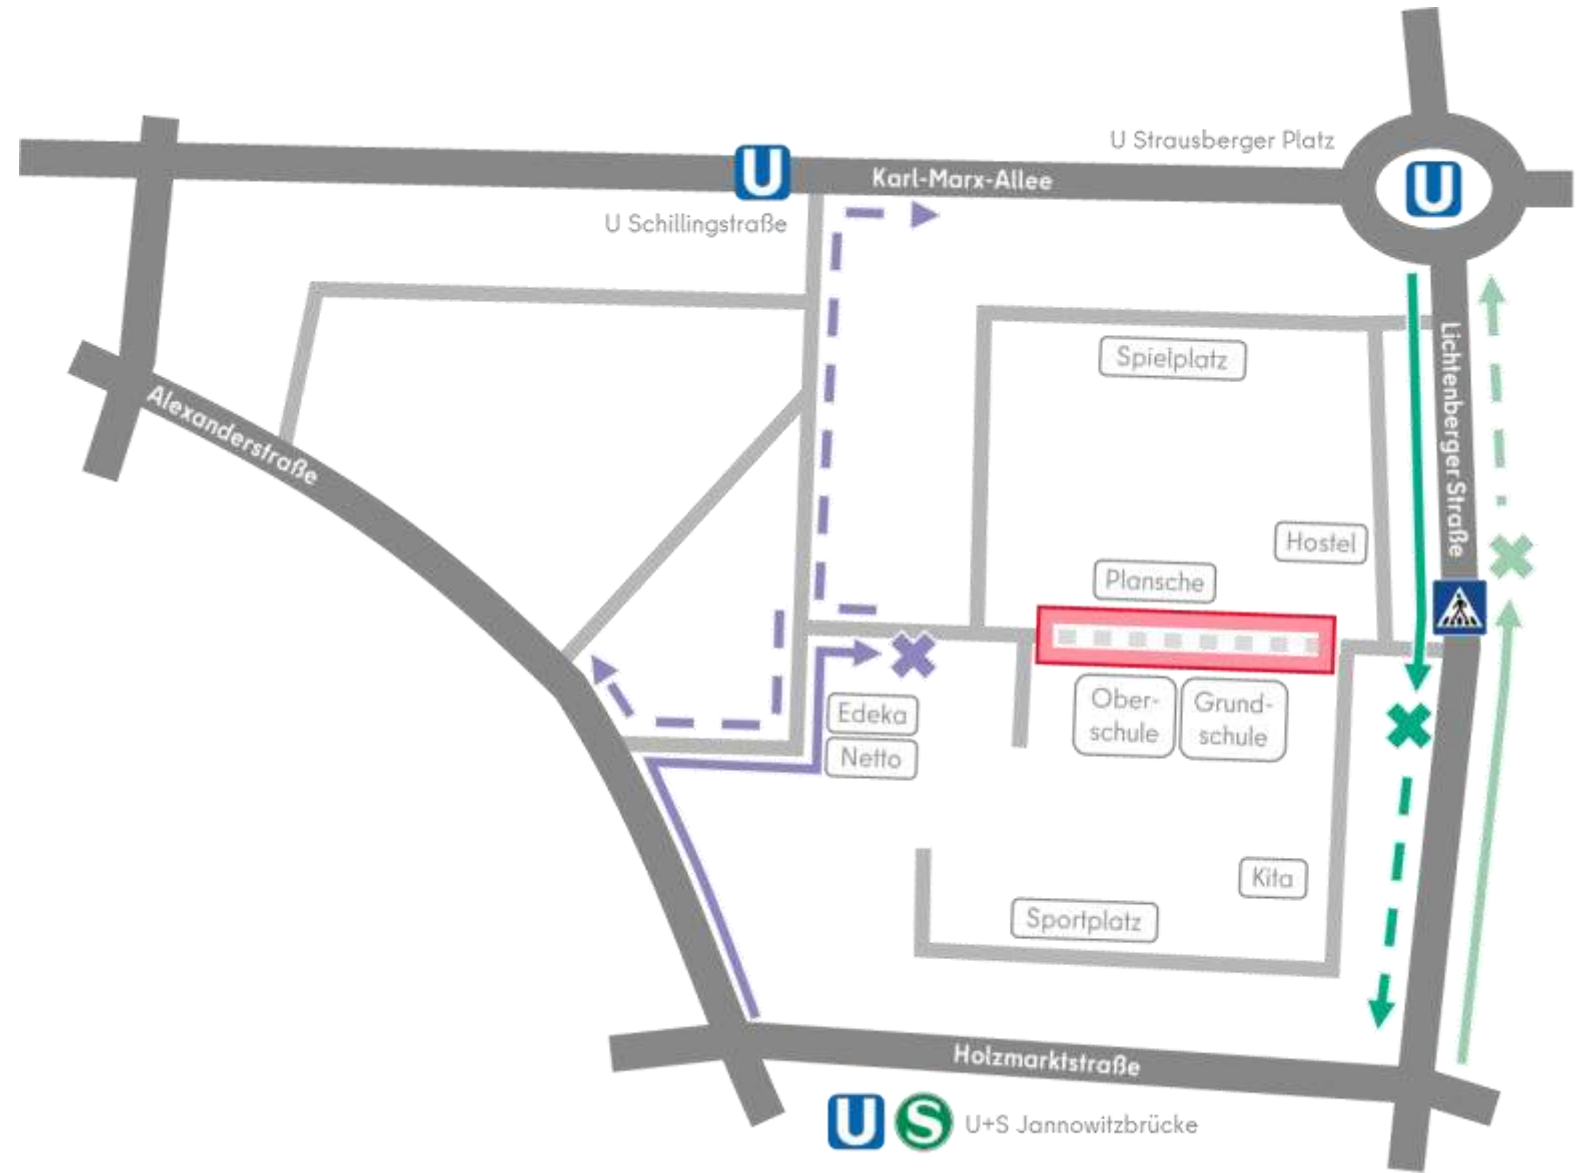 U Strausberger Platz
U
Karl-Marx-Allee
U
U Schillingstraße
Spielplatz
Lichtenberger Straße
Alexanderstraße
Hostel
Plansche
Ober-
schule
Grund-
schule
Edeka
Netto
Kita
Sportplatz
Holzmarktstraße
U S U+S Jannowitzbrücke